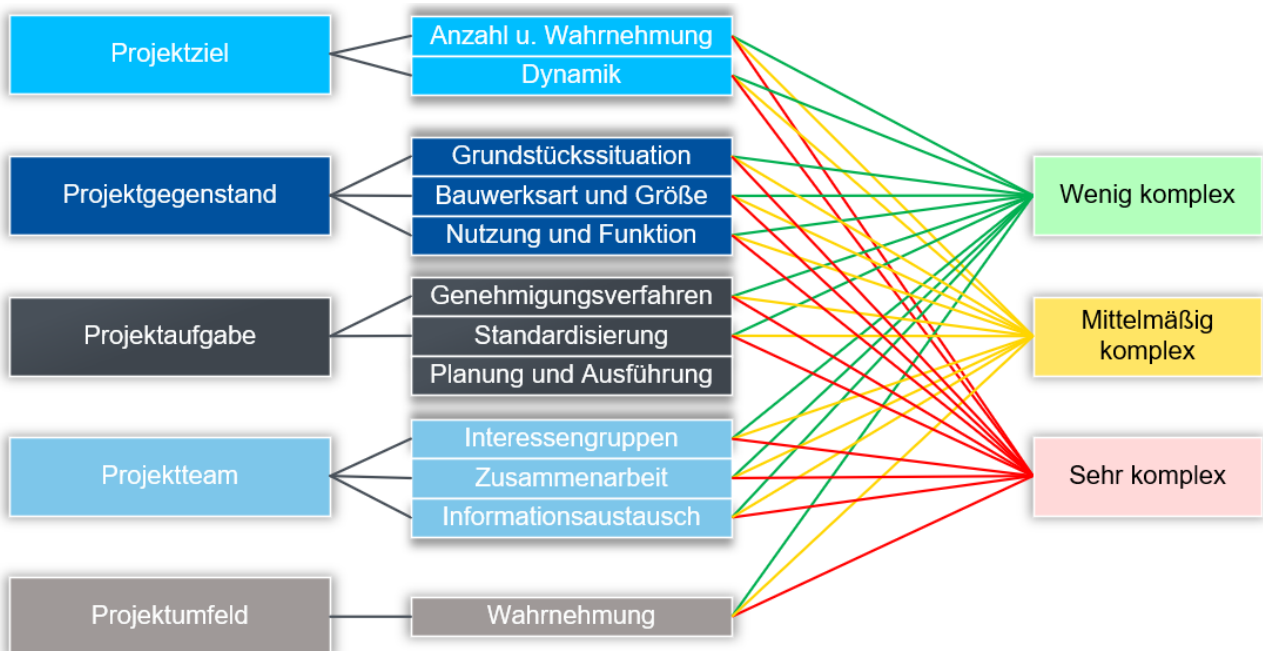 Projektziel
Anzahl u. Wahrnehmung
Dynamik
Projektgegenstand
Grundstückssituation
Bauwerksart und Größe
Nutzung und Funktion
Projektaufgabe
Genehmigungsverfahren
Standardisierung
Planung und Ausführung
Projektteam
Interessengruppen
Zusammenarbeit
Informationsaustausch
Projektumfeld
Wahrnehmung
Wenig komplex
Mittelmäßig
komplex
Sehr komplex